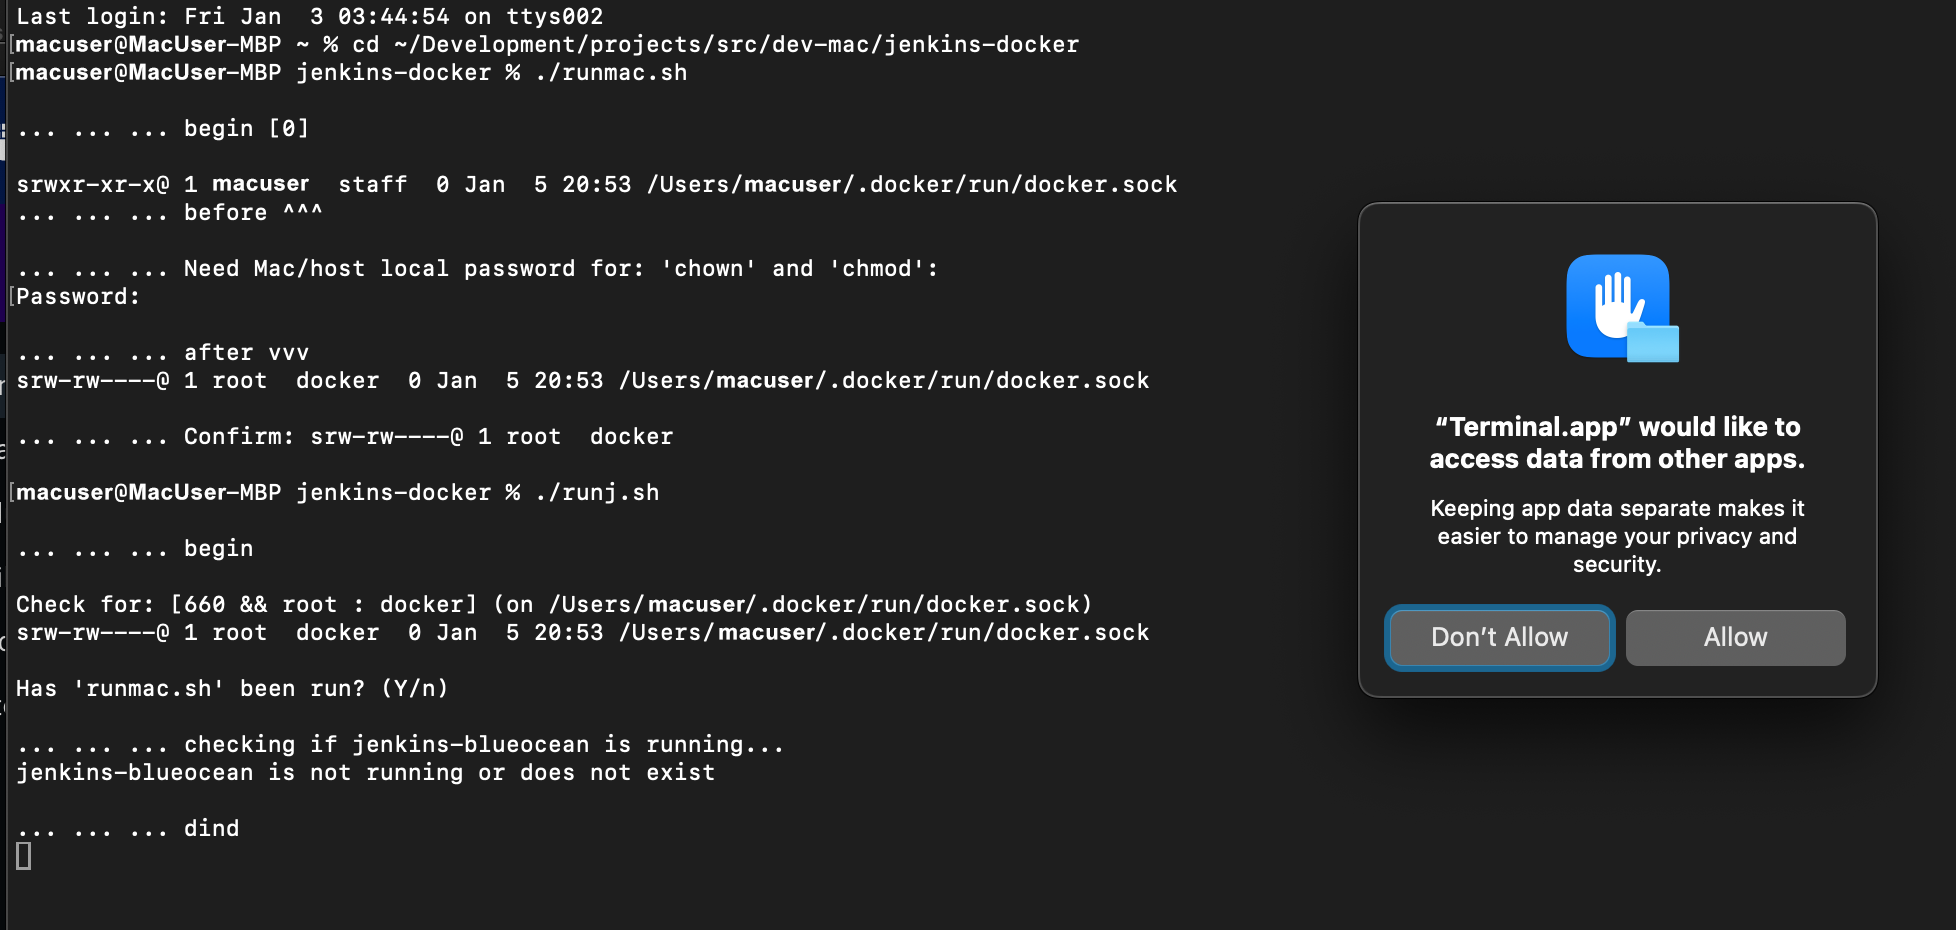 Last login: Fri Jan  3 03:44:54 on ttys002
[macuser@MacUser-MBP ~ % cd ~/Development/projects/src/dev-mac/jenkins-docker
[macuser@MacUser-MBP jenkins-docker % ./runmac.sh
... ... ... begin [0]
srwxr-xr-x@ 1 macuser  staff  0 Jan  5 20:53 /Users/macuser/.docker/run/docker.sock
... ... ... before ^^^
... ... ... Need Mac/host local password for: 'chown' and 'chmod':
[Password:
... ... ... after vvv
srw-rw----@ 1 root  docker  0 Jan  5 20:53 /Users/macuser/.docker/run/docker.sock
... ... ... Confirm: srw-rw----@ 1 root  docker
[macuser@MacUser-MBP jenkins-docker % ./runj.sh
... ... ... begin
Check for: [660 && root : docker] (on /Users/macuser/.docker/run/docker.sock)
srw-rw----@ 1 root  docker  0 Jan  5 20:53 /Users/macuser/.docker/run/docker.sock
Has 'runmac.sh' been run? (Y/n)
... ... ... checking if jenkins-blueocean is running...
jenkins-blueocean is not running or does not exist
... ... ... dind
“Terminal.app” would like to
access data from other apps.
Keeping app data separate makes it
easier to manage your privacy and
security.
Don’t Allow
Allow